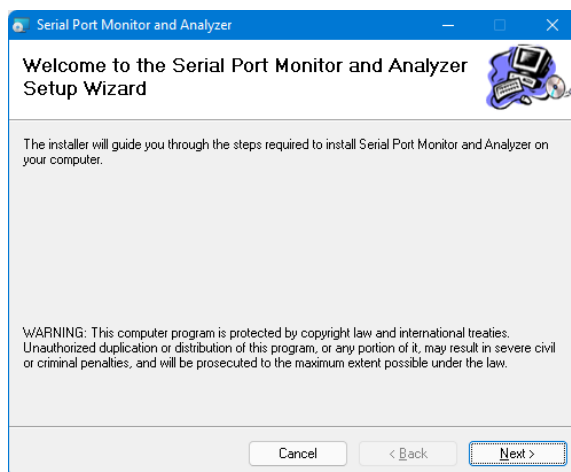 Serial Port Monitor and Analyzer
Welcome to the Serial Port Monitor and Analyzer
Setup Wizard
The installer will guide you through the steps required to install Serial Port Monitor and Analyzer on
your computer.
WARNING: This computer program is protected by copyright law and international treaties.
Unauthorized duplication or distribution of this program, or any portion of it, may result in severe civil
or criminal penalties, and will be prosecuted to the maximum extent possible under the law.
Cancel
< Back
Next >